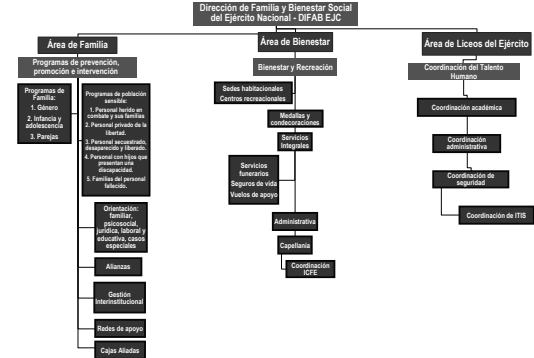 Dirección de Familia y Bienestar Social
del Ejército Nacional - DIFAB EJC
Área de Familia
Programas de prevención,
promoción e intervención
Programas de
Familia:
1. Género
2. Infancia y
adolescencia
3. Parejas
Programas de población
sensible:
1. Personal herido en
combate y sus familias
2. Personal privado de la
libertad.
3. Personal secuestrado,
desaparecido y liberado.
4. Personal con hijos que
presentan una
discapacidad.
5. Familias del personal
fallecido.
Orientación:
familiar,
psicosocial,
jurídica, laboral y
educativa, casos
especiales
Alianzas
Gestión
Interinstitucional
Redes de apoyo
Cajas Aliadas
Área de Bienestar
Bienestar y Recreación
Sedes habitacionales
Centros recreacionales
Medallas y
condecoraciones
Servicios
Integrales
Servicios
funerarios
Seguros de vida
Vuelos de apoyo
Administrativa
Capellanía
Coordinación
ICFE
Área de Liceos del Ejército
Coordinación del Talento
Humano
Coordinación académica
Coordinación
administrativa
Coordinación de
seguridad
Coordinación de ITIS